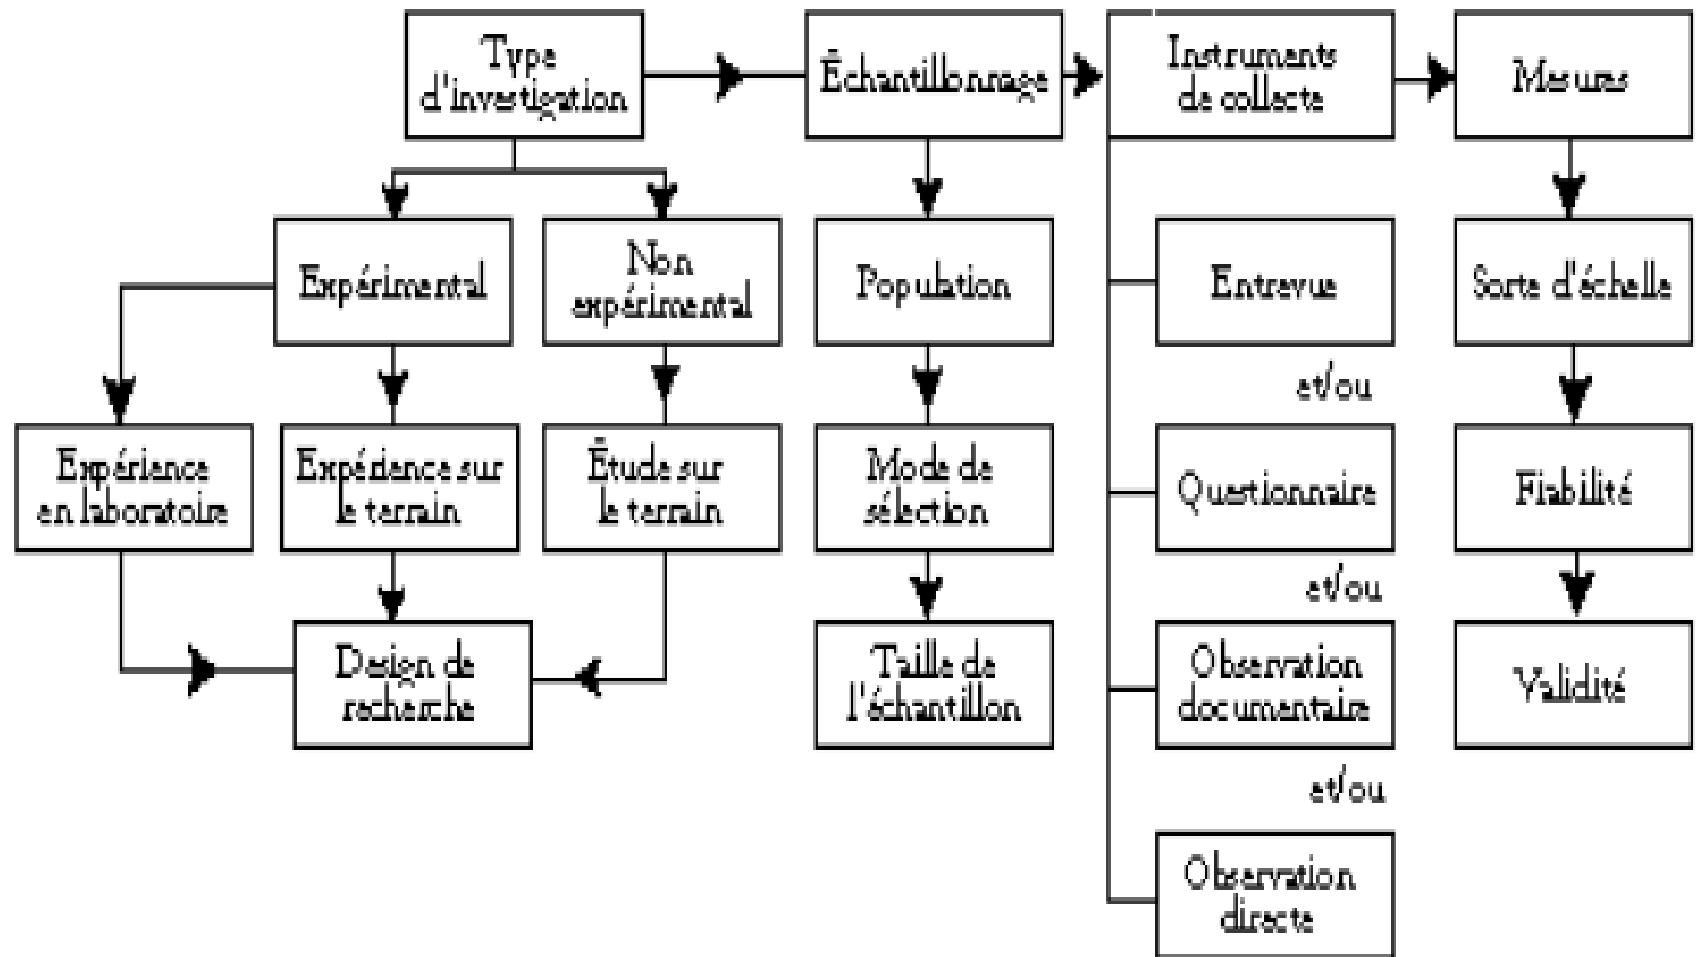 Type
d'investigation
Échantillonnage
Instruments
de collecte
Mesures
Expérimental
Non
expérimental
Population
Entrevue
Sorte d'échelle
et/ou
Expérience
en laboratoire
Expérience sur
le terrain
Étude sur
le terrain
Mode de
sélection
Questionnaire
Fiabilité
et/ou
Design de
recherche
Taille de
l'échantillon
Observation
documentaire
Validité
et/ou
Observation
directe